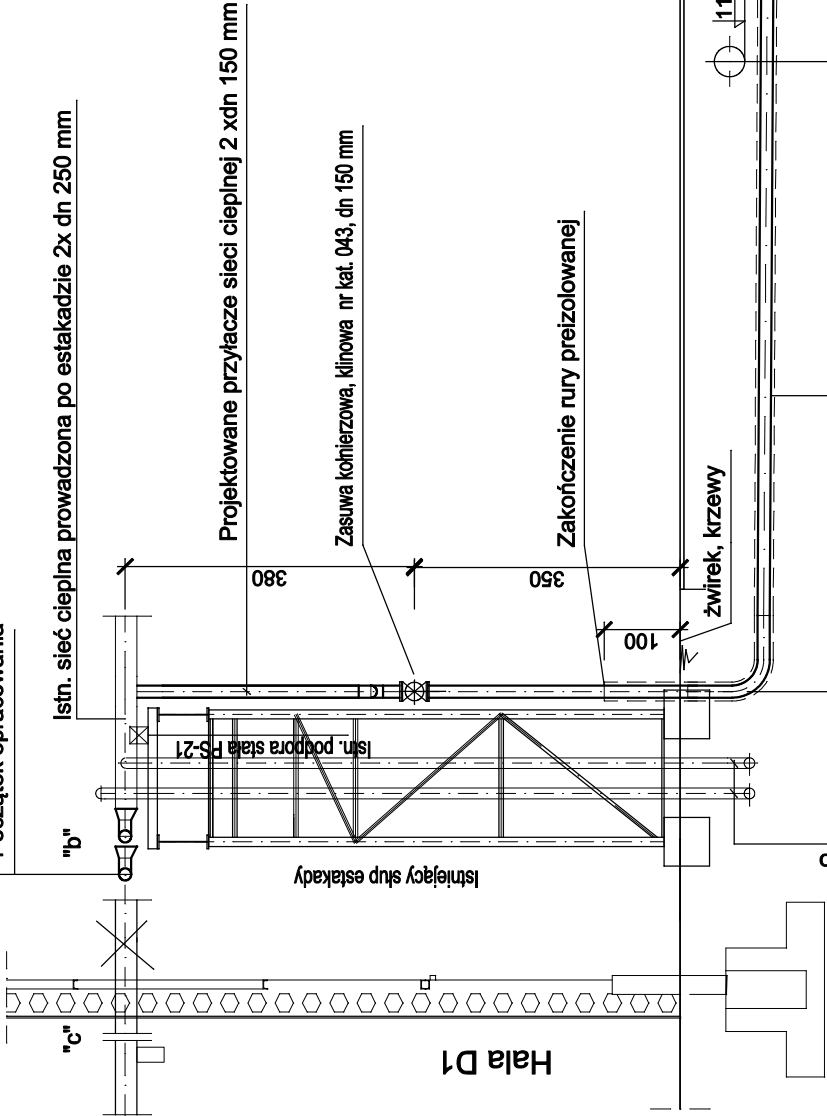 Początek opracowania
Istn. sieć cieplna prowadzona po estakadzie 2x dn 250 mm
Projektowane przyłącze sieci cieplnej 2 xdn 150 mm
Zasuwa kołnierzowa, klinowa nr kat. 043, dn 150 mm
Zakończenie rury preizolowanej
żwirek, krzewy
11
380
350
100
Istn. podpora stała PS-21
Istniejący słup estakady
"b"
"c"
Hala D1